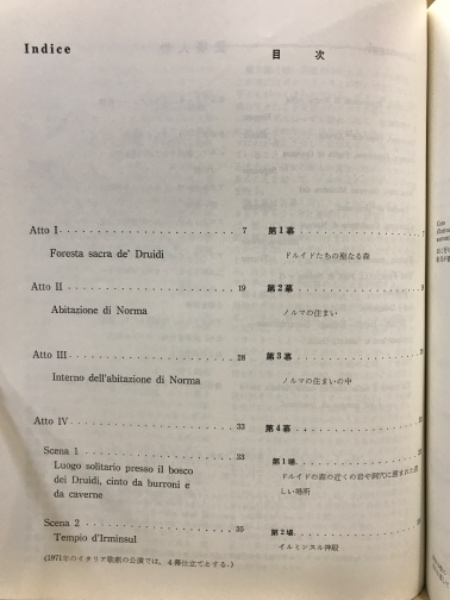 Indice
目 次
Atto I 7
Foresta sacra de' Druidi
Atto II 19
Abitazione di Norma
Atto III 28
Interno dell'abitazione di Norma
Atto IV 33
Scena 1 33
Luogo solitario presso il bosco
dei Druidi, cinto da burroni e
da caverne
Scena 2 35
Tempio d'Irminsul
(1971年のイタリア歌劇の公演では、4幕仕立てとする。)
第1幕 7
ドルイドたちの聖なる森
第2幕
ノルマの住まい
第3幕
ノルマの住まいの中
第4幕
第1場
ドルイドの森の近くの岩や洞穴に囲まれた寂
しい場所
第2場
イルミンスル神殿